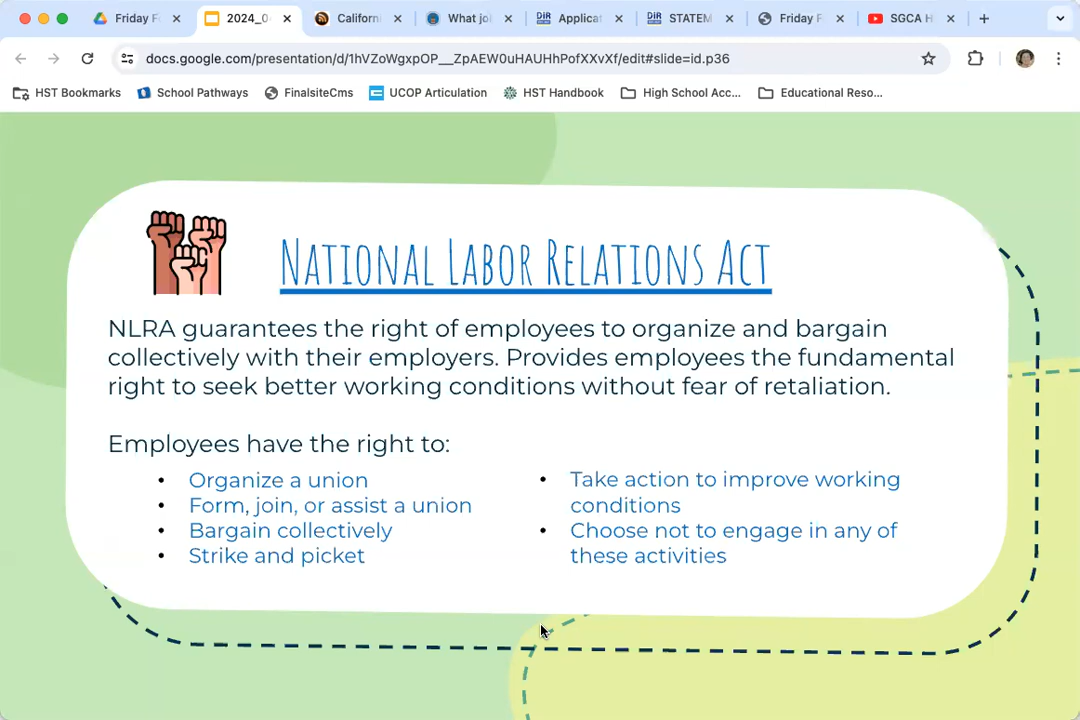 Friday F
2024_0
Californ
What jo
Applicat
STATEM
Friday F
SGCA H
docs.google.com/presentation/d/1hVZoWgxpOP__ZpAEW0uHAUHhPofXXvXf/edit#slide=id.p36
HST Bookmarks
School Pathways
FinalsiteCms
UCOP Articulation
HST Handbook
High School Acc...
Educational Reso...
National Labor Relations Act
NLRA guarantees the right of employees to organize and bargain
collectively with their employers. Provides employees the fundamental
right to seek better working conditions without fear of retaliation.
Employees have the right to:
• Organize a union
• Form, join, or assist a union
• Bargain collectively
• Strike and picket
• Take action to improve working
conditions
• Choose not to engage in any of
these activities